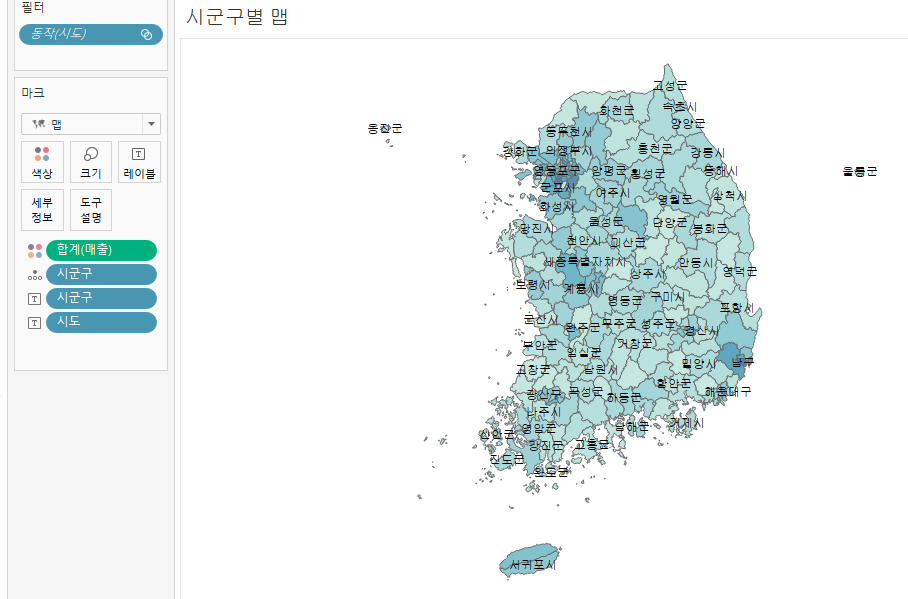 필터
동작(시도)
마크
맵
색상
크기
레이블
세부
정보
도구
설명
합계(매출)
시군구
시군구
시도
시군구별 맵
고성군
화천군
속초시
옹진군
동두천시
양양군
강화군
의정부시
홍천군
강릉시
영등포구
양평군
횡성군
동해시
울릉군
군포시
여주시
영월군
삼척시
화성시
음성군
단양군
봉화군
당진시
천안시
괴산군
세종특별자치시
안동시
상주시
영덕군
보령시
계룡시
영동군
구미시
포항시
군산시
완주군
무주군
성주군
경산시
부안군
임실군
거창군
고창군
남원시
밀양시
남구
함안군
광산구
곡성군
하동군
해운대구
나주시
영암군
남해군
거제시
신안군
강진군
고흥군
진도군
완도군
서귀포시